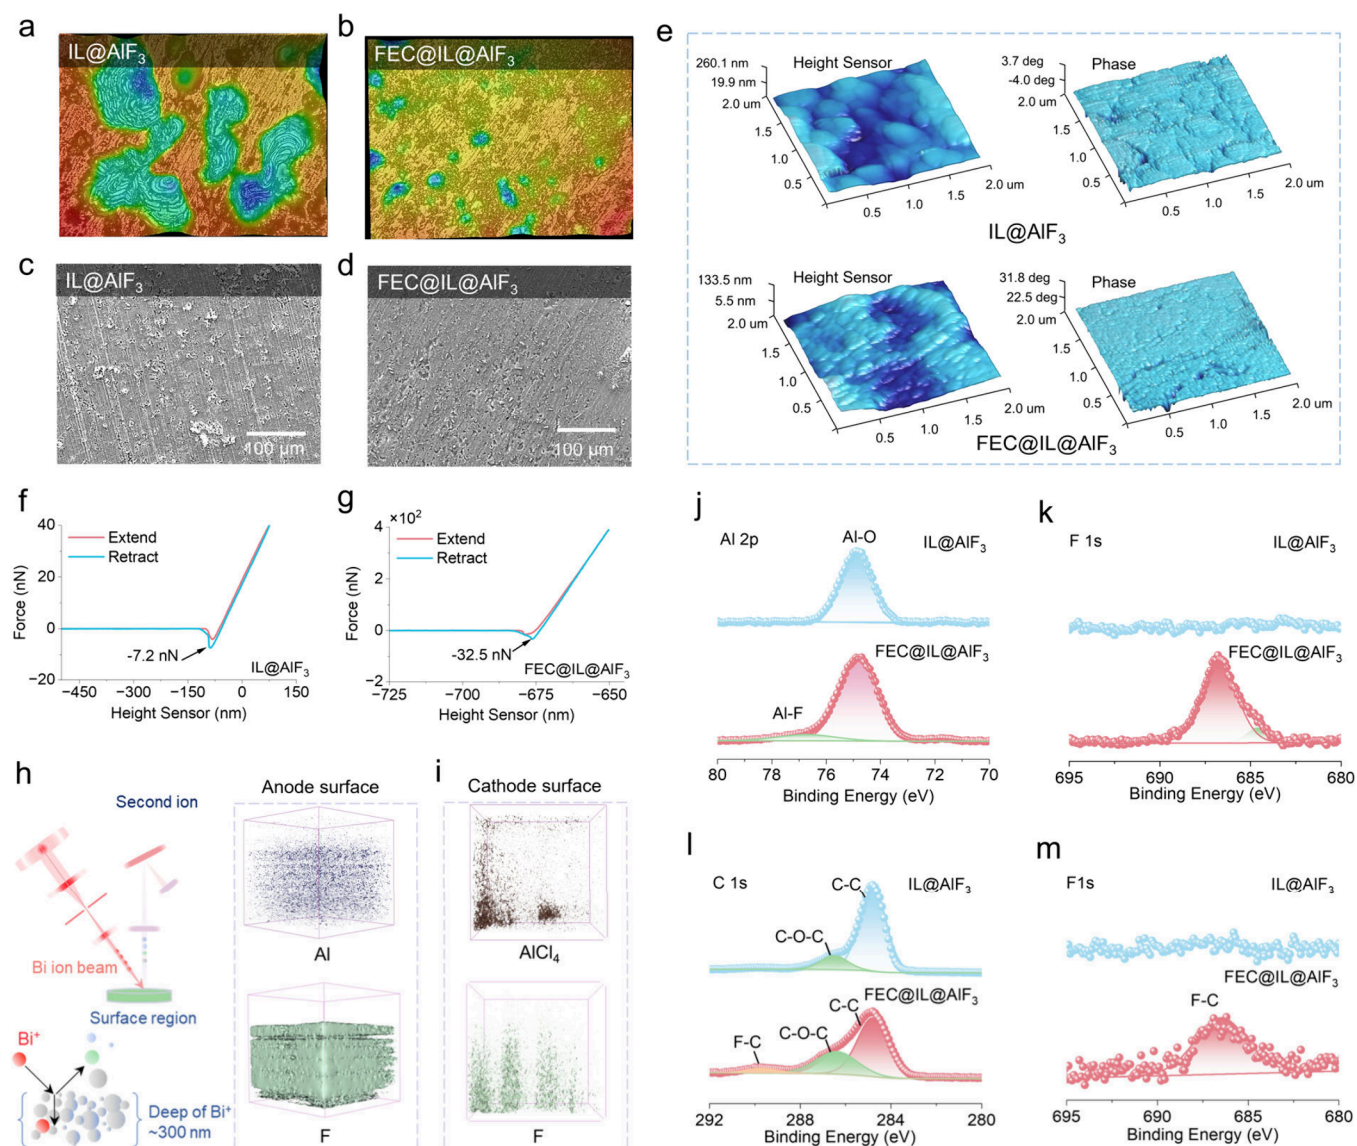 a
IL@AlF₃
b
FEC@IL@AlF₃
c
IL@AlF₃
100 µm
d
FEC@IL@AlF₃
100 µm
e
Height Sensor
260.1 nm
19.9 nm
2.0 um
1.5
1.0
0.5
0.5
1.0
1.5
2.0 um
Phase
3.7 deg
-4.0 deg
2.0 um
1.5
1.0
0.5
0.5
1.0
1.5
2.0 um
IL@AlF₃
Height Sensor
133.5 nm
5.5 nm
2.0 um
1.5
1.0
0.5
0.5
1.0
1.5
2.0 um
Phase
31.8 deg
22.5 deg
2.0 um
1.5
1.0
0.5
0.5
1.0
1.5
2.0 um
FEC@IL@AlF₃
f
Force (nN)
40
20
0
−20
Extend
Retract
-7.2 nN
IL@AlF₃
−450 −300 −150 0 150
Height Sensor (nm)
g
×10²
Force (nN)
4
2
0
−2
Extend
Retract
-32.5 nN
FEC@IL@AlF₃
−725 −700 −675 −650
Height Sensor (nm)
h
Second ion
Bi ion beam
Surface region
Bi⁺
Deep of Bi⁺
~300 nm
Anode surface
Al
F
i
Cathode surface
AlCl₄
F
j
Al 2p
Al-O
IL@AlF₃
FEC@IL@AlF₃
Al-F
80 78 76 74 72 70
Binding Energy (eV)
k
F 1s
IL@AlF₃
FEC@IL@AlF₃
695 690 685 680
Binding Energy (eV)
l
C 1s
C-C
IL@AlF₃
C-O-C
FEC@IL@AlF₃
C-C
C-O-C
F-C
292 288 284 280
Binding Energy (eV)
m
F1s
IL@AlF₃
FEC@IL@AlF₃
F-C
695 690 685 680
Binding Energy (eV)